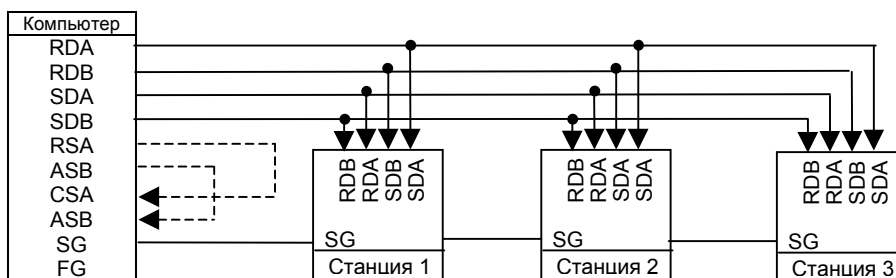 Компьютер
RDA
RDB
SDA
SDB
RSA
ASB
CSA
ASB
SG
FG
RDB
RDA
SDB
SDA
SG
Станция 1
RDB
RDA
SDA
SDA
SG
Станция 2
RDB
RDA
SDB
SDA
SG
Станция 3